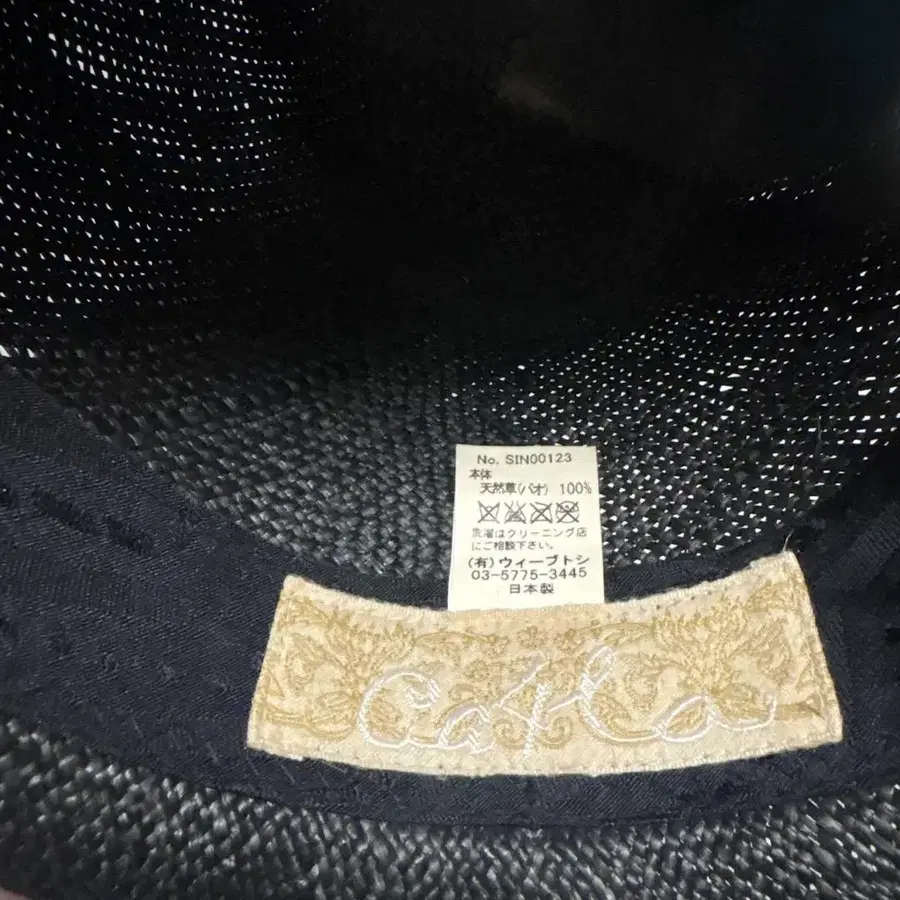 No. SIN00123
本体
天然草(バオ) 100%
洗濯はクリーニング店
にご相談下さい。
(有) ウィーブトシ
03-5775-3445
日本製